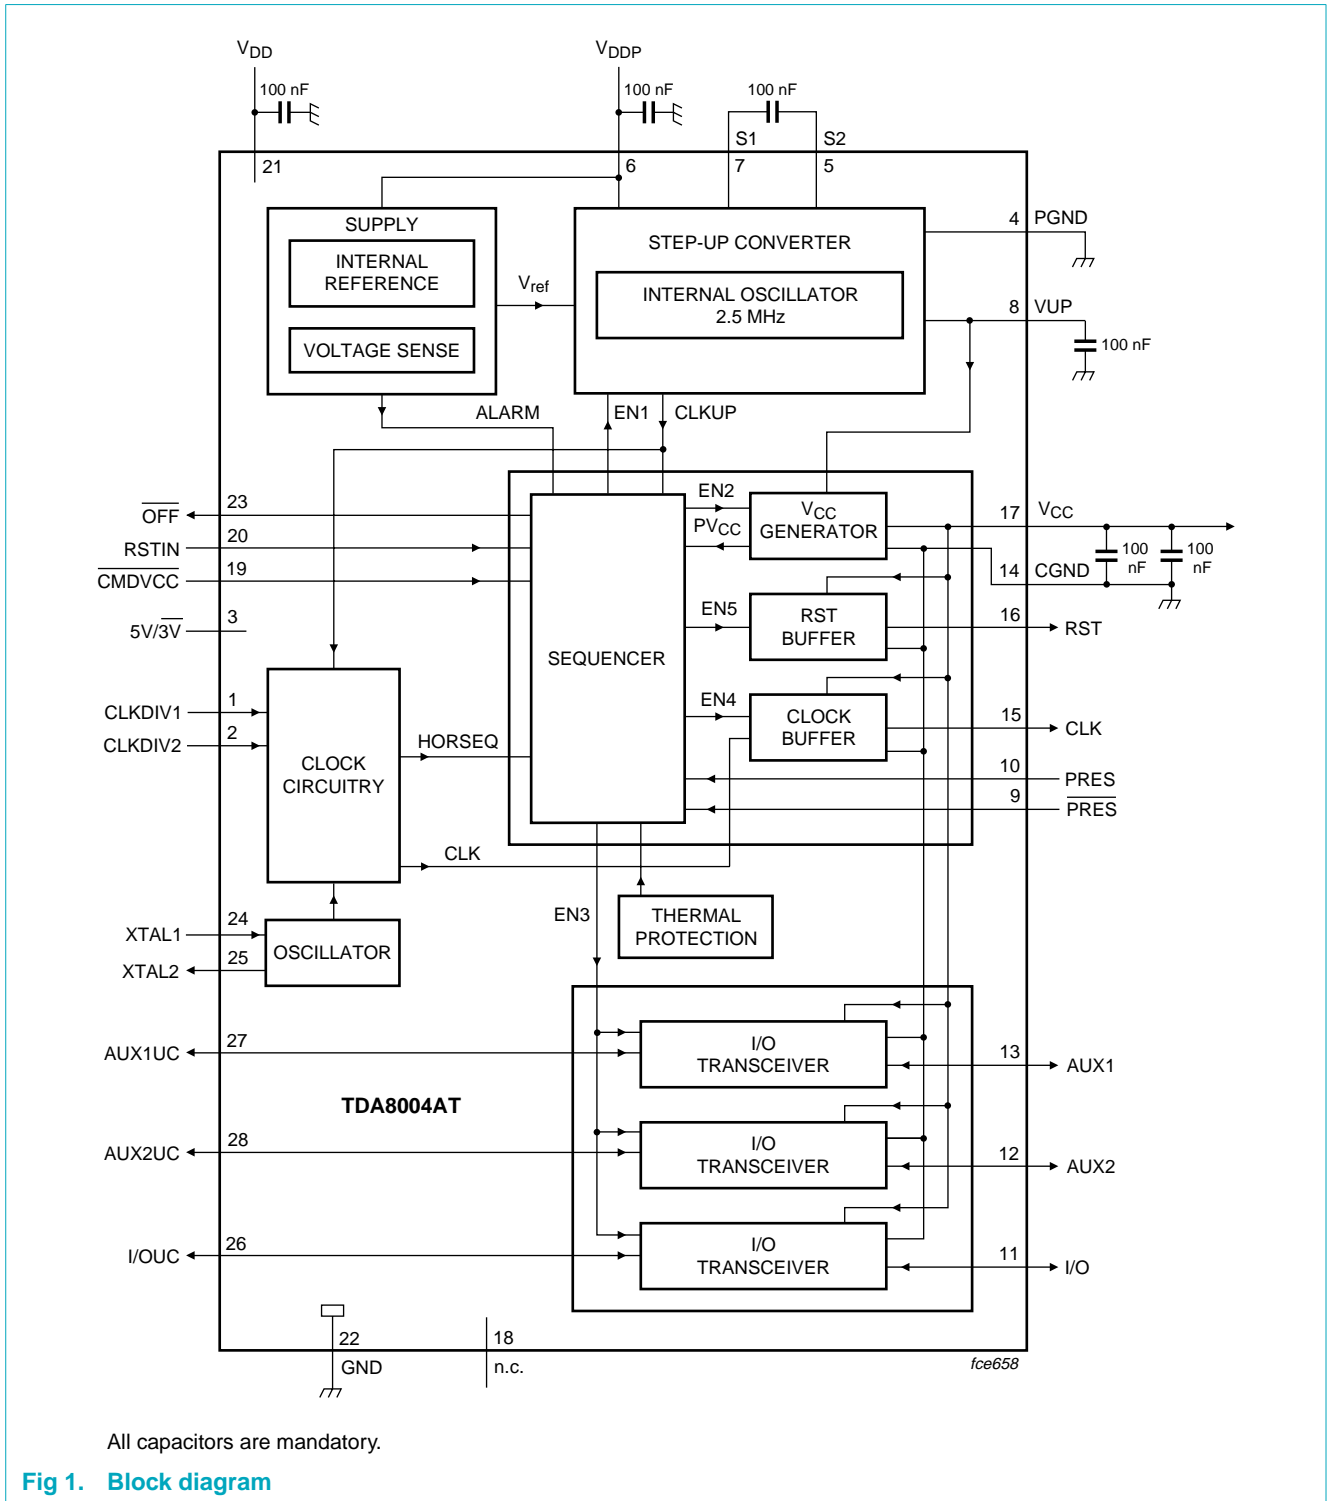 VDD
VDDP
100 nF
100 nF
100 nF
S1
S2
21
6
7
5
SUPPLY
INTERNAL
REFERENCE
VOLTAGE SENSE
Vref
STEP-UP CONVERTER
INTERNAL OSCILLATOR
2.5 MHz
4
PGND
8
VUP
100 nF
ALARM
EN1
CLKUP
OFF
23
RSTIN
20
CMDVCC
19
5V/3V
3
SEQUENCER
EN2
PVCC
VCC
GENERATOR
17
VCC
100
nF
100
nF
14
CGND
EN5
RST
BUFFER
16
RST
EN4
CLOCK
BUFFER
15
CLK
10
PRES
9
PRES
CLKDIV1
1
CLKDIV2
2
CLOCK
CIRCUITRY
HORSEQ
CLK
XTAL1
24
XTAL2
25
OSCILLATOR
EN3
THERMAL
PROTECTION
AUX1UC
27
I/O
TRANSCEIVER
13
AUX1
TDA8004AT
AUX2UC
28
I/O
TRANSCEIVER
12
AUX2
I/OUC
26
I/O
TRANSCEIVER
11
I/O
22
GND
18
n.c.
fce658
All capacitors are mandatory.
Fig 1. Block diagram